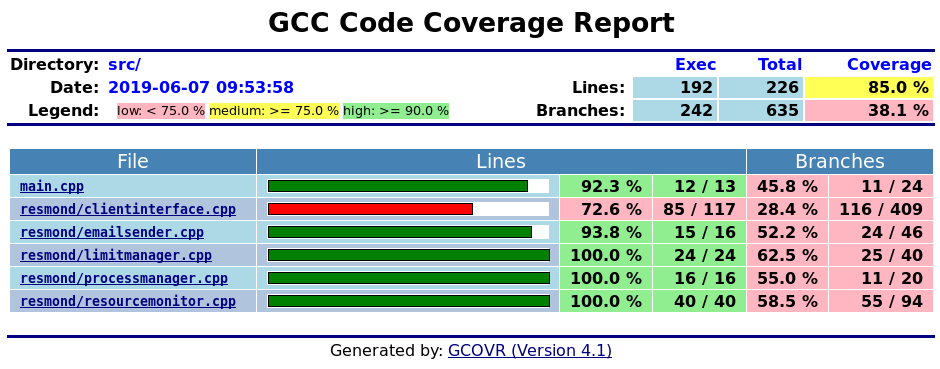 GCC Code Coverage Report
Directory: src/ Exec Total Coverage
Date: 2019-06-07 09:53:58 Lines: 192 226 85.0 %
Legend: low: < 75.0 % medium: >= 75.0 % high: >= 90.0 % Branches: 242 635 38.1 %
File Lines Branches
main.cpp 92.3 % 12 / 13 45.8 % 11 / 24
resmond/clientinterface.cpp 72.6 % 85 / 117 28.4 % 116 / 409
resmond/emailsender.cpp 93.8 % 15 / 16 52.2 % 24 / 46
resmond/limitmanager.cpp 100.0 % 24 / 24 62.5 % 25 / 40
resmond/processmanager.cpp 100.0 % 16 / 16 55.0 % 11 / 20
resmond/resourcemonitor.cpp 100.0 % 40 / 40 58.5 % 55 / 94
Generated by: GCOVR (Version 4.1)